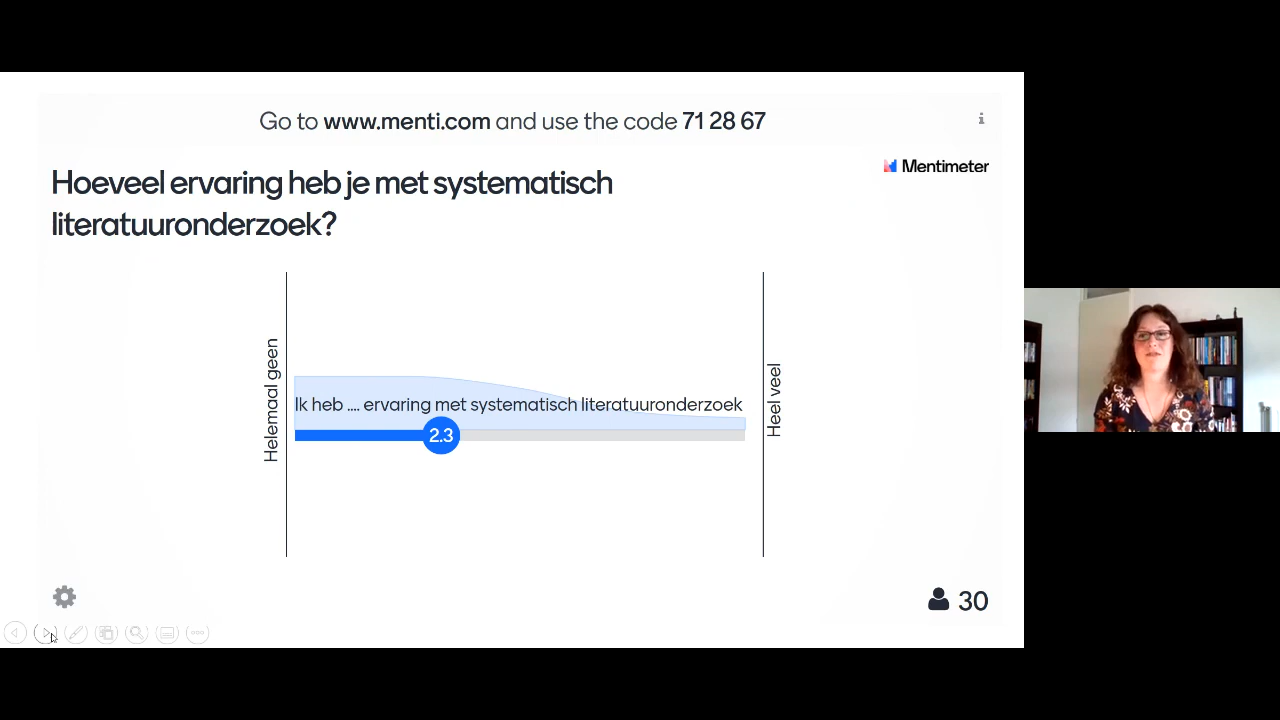 Go to www.menti.com and use the code 71 28 67
Mentimeter
Hoeveel ervaring heb je met systematisch
literatuuronderzoek?
Helemaal geen
Ik heb .... ervaring met systematisch literatuuronderzoek
2.3
Heel veel
30